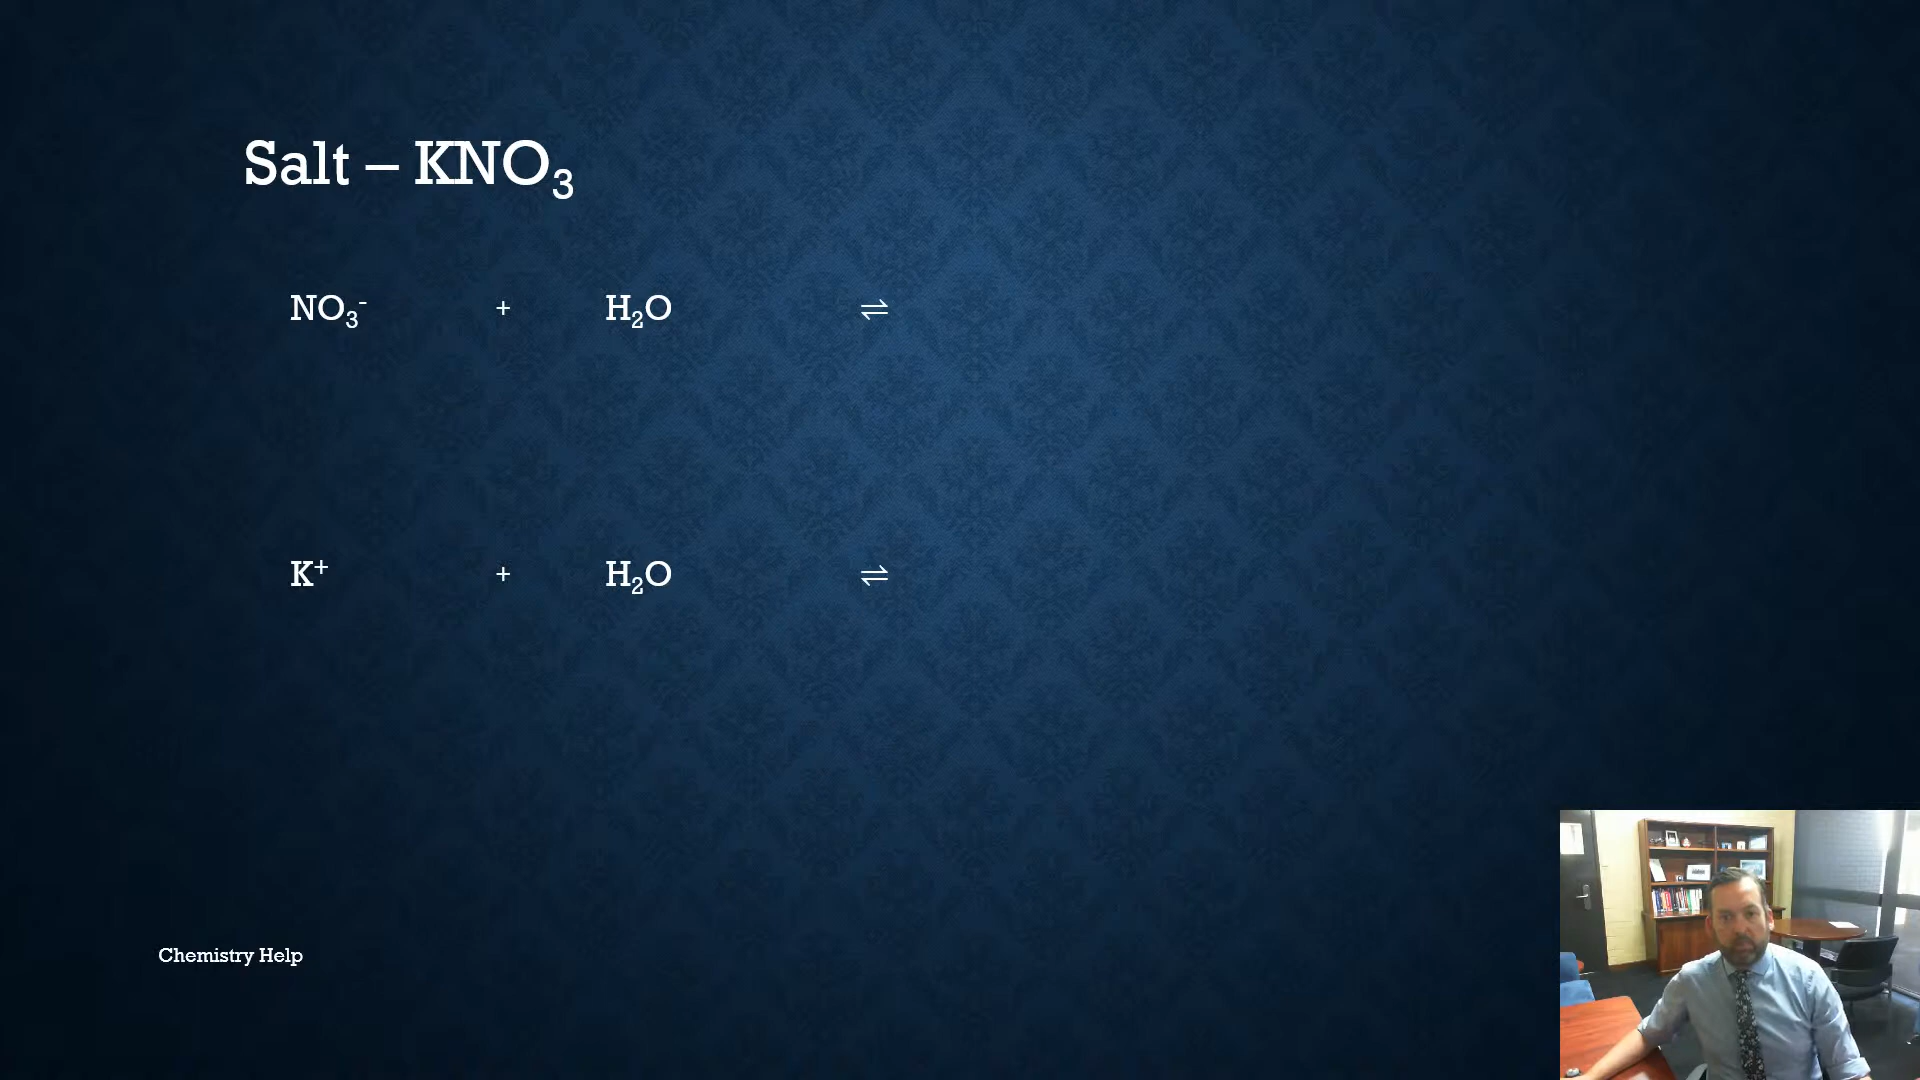 Salt – KNO₃
NO₃⁻ + H₂O ⇌
K⁺ + H₂O ⇌
Chemistry Help